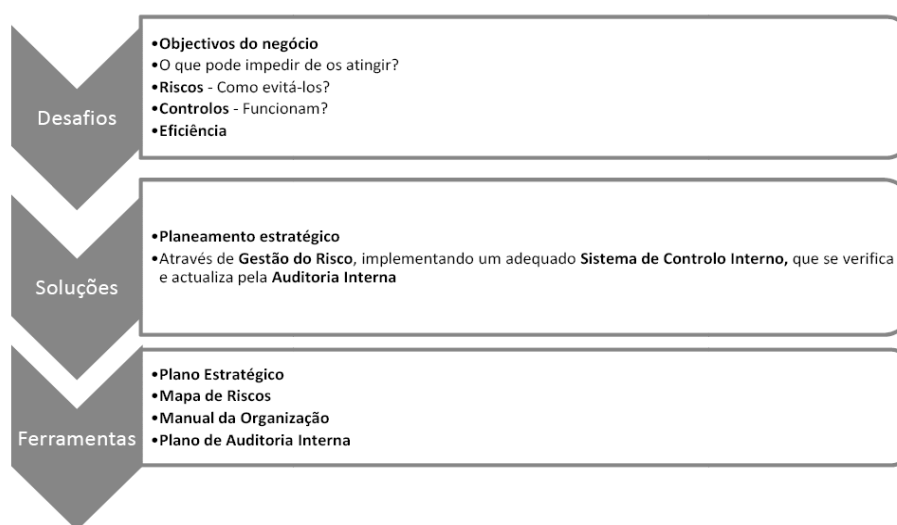 Desafios
•Objectivos do negócio
•O que pode impedir de os atingir?
•Riscos - Como evitá-los?
•Controlos - Funcionam?
•Eficiência
Soluções
•Planeamento estratégico
•Através de Gestão do Risco, implementando um adequado Sistema de Controlo Interno, que se verifica
e actualiza pela Auditoria Interna
Ferramentas
•Plano Estratégico
•Mapa de Riscos
•Manual da Organização
•Plano de Auditoria Interna